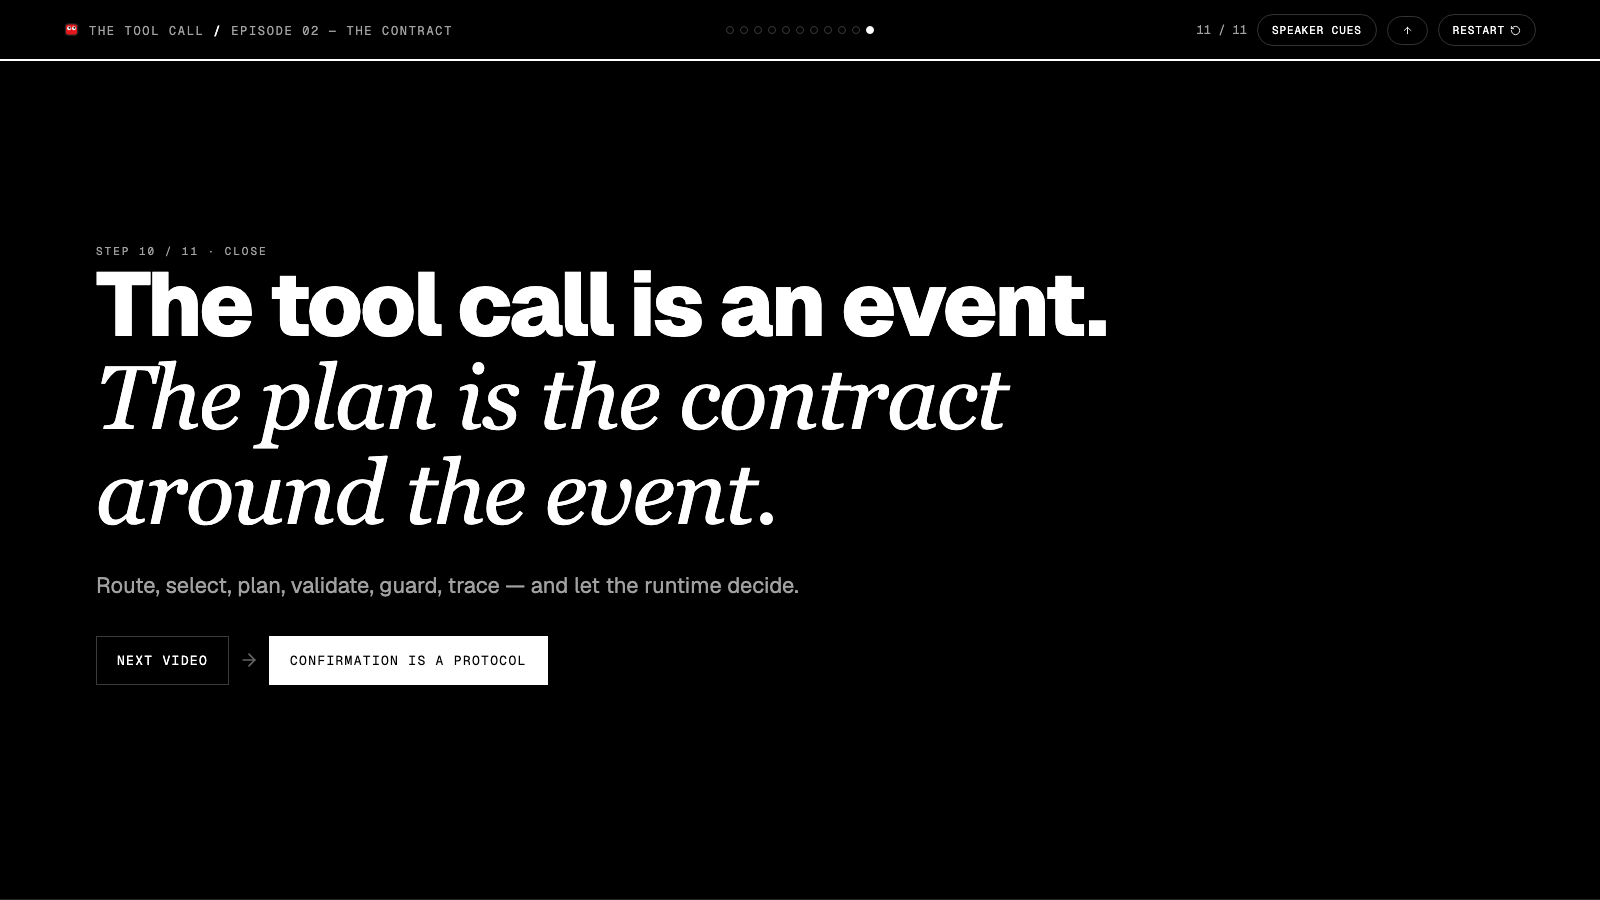 THE TOOL CALL / EPISODE 02 — THE CONTRACT
11 / 11
SPEAKER CUES
↑
RESTART
STEP 10 / 11 · CLOSE
The tool call is an event.
The plan is the contract
around the event.
Route, select, plan, validate, guard, trace — and let the runtime decide.
NEXT VIDEO → CONFIRMATION IS A PROTOCOL